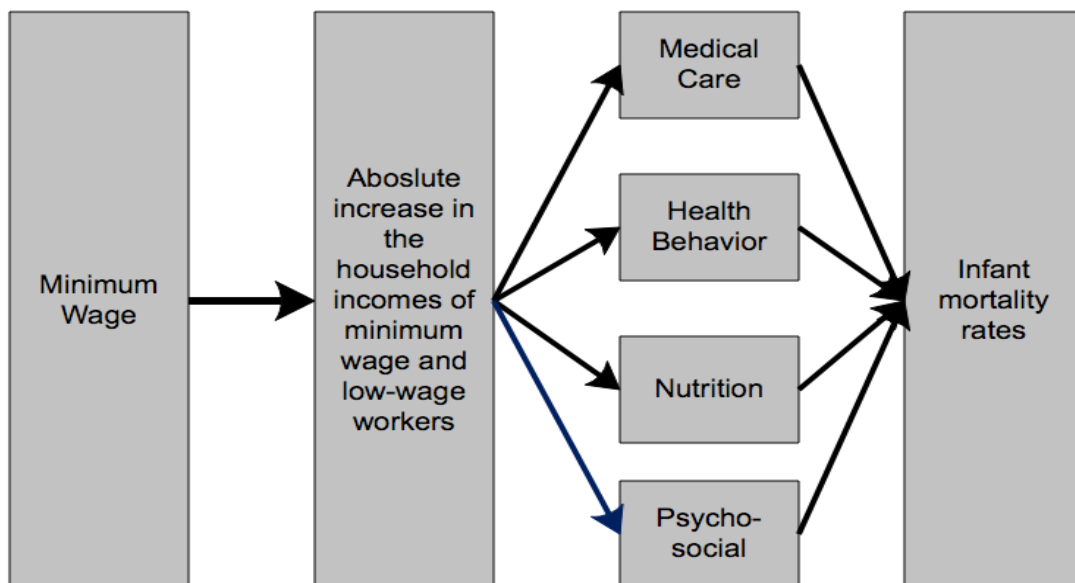 Minimum
Wage
Aboslute
increase in
the
household
incomes of
minimum
wage and
low-wage
workers
Medical
Care
Health
Behavior
Nutrition
Psycho-
social
Infant
mortality
rates